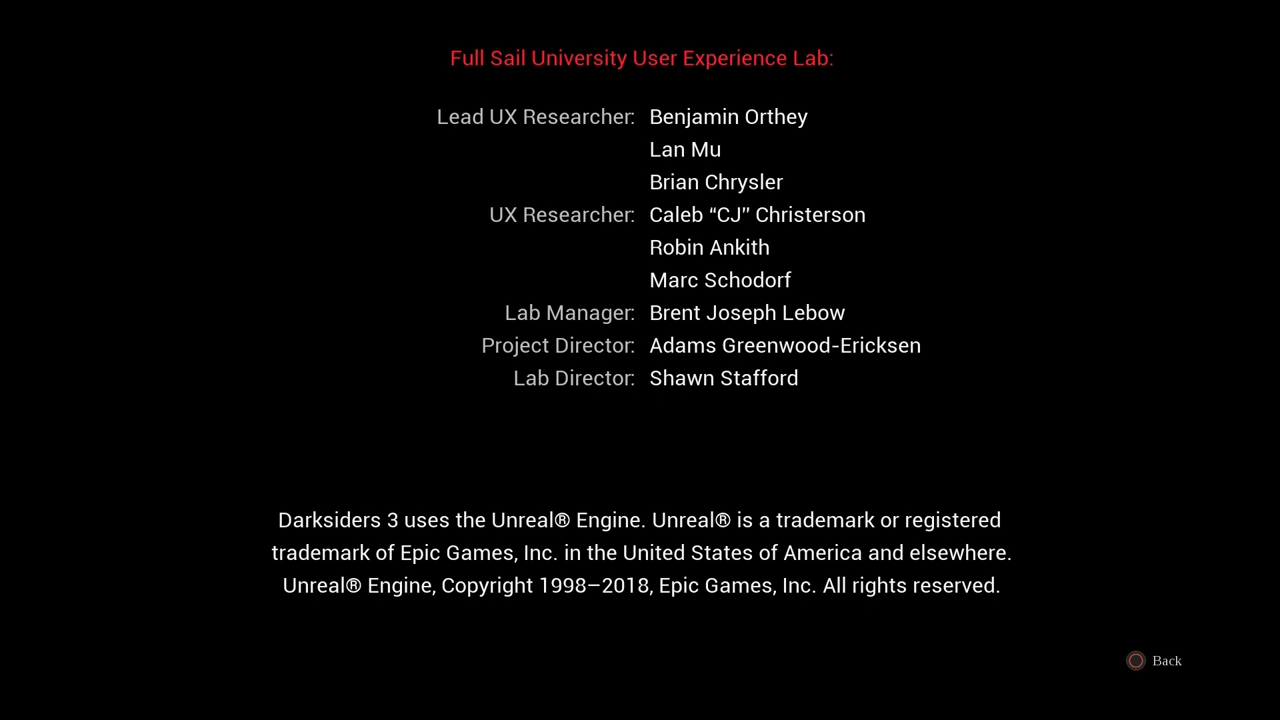 Full Sail University User Experience Lab:
Lead UX Researcher: Benjamin Orthey
Lan Mu
Brian Chrysler
UX Researcher: Caleb “CJ” Christerson
Robin Ankith
Marc Schodorf
Lab Manager: Brent Joseph Lebow
Project Director: Adams Greenwood-Ericksen
Lab Director: Shawn Stafford
Darksiders 3 uses the Unreal® Engine. Unreal® is a trademark or registered
trademark of Epic Games, Inc. in the United States of America and elsewhere.
Unreal® Engine, Copyright 1998–2018, Epic Games, Inc. All rights reserved.
Back